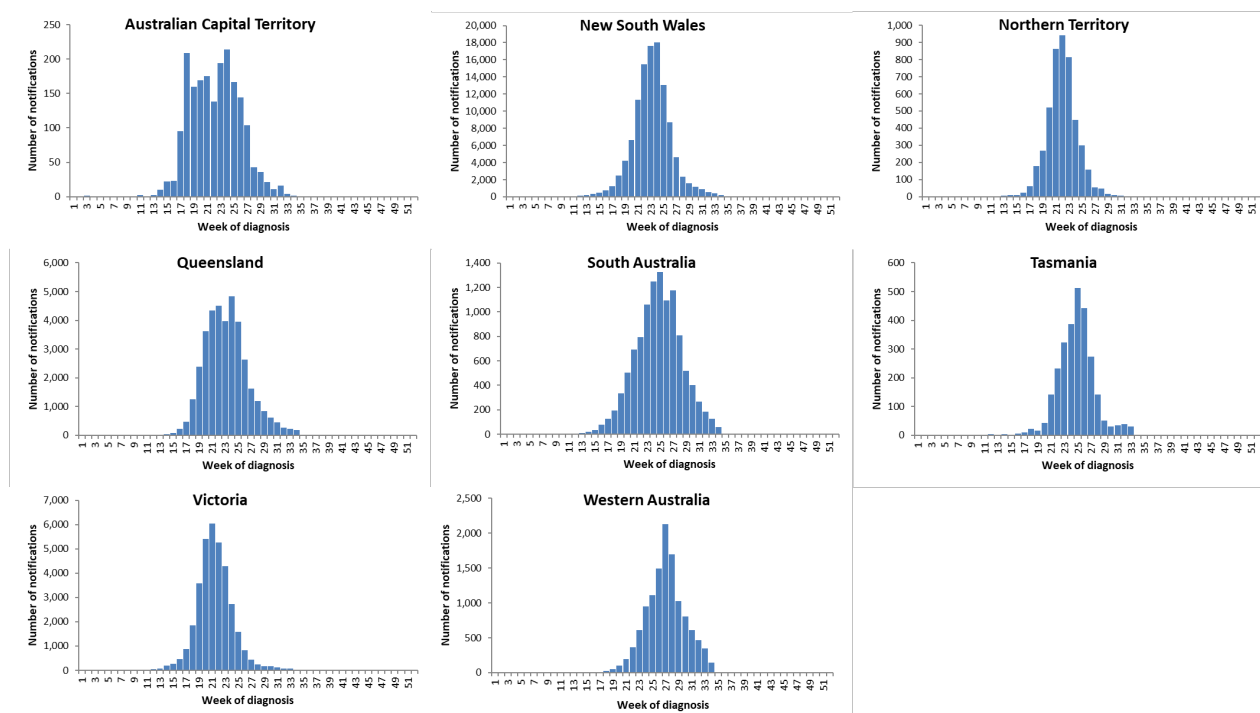 Australian Capital Territory
Number of notifications
250
200
150
100
50
0
1 3 5 7 9 11 13 15 17 19 21 23 25 27 29 31 33 35 37 39 41 43 45 47 49 51
Week of diagnosis
New South Wales
Number of notifications
20,000
18,000
16,000
14,000
12,000
10,000
8,000
6,000
4,000
2,000
0
1 3 5 7 9 11 13 15 17 19 21 23 25 27 29 31 33 35 37 39 41 43 45 47 49 51
Week of diagnosis
Northern Territory
Number of notifications
1,000
900
800
700
600
500
400
300
200
100
0
1 3 5 7 9 11 13 15 17 19 21 23 25 27 29 31 33 35 37 39 41 43 45 47 49 51
Week of diagnosis
Queensland
Number of notifications
6,000
5,000
4,000
3,000
2,000
1,000
0
1 3 5 7 9 11 13 15 17 19 21 23 25 27 29 31 33 35 37 39 41 43 45 47 49 51
Week of diagnosis
South Australia
Number of notifications
1,400
1,200
1,000
800
600
400
200
0
1 3 5 7 9 11 13 15 17 19 21 23 25 27 29 31 33 35 37 39 41 43 45 47 49 51
Week of diagnosis
Tasmania
Number of notifications
600
500
400
300
200
100
0
1 3 5 7 9 11 13 15 17 19 21 23 25 27 29 31 33 35 37 39 41 43 45 47 49 51
Week of diagnosis
Victoria
Number of notifications
7,000
6,000
5,000
4,000
3,000
2,000
1,000
0
1 3 5 7 9 11 13 15 17 19 21 23 25 27 29 31 33 35 37 39 41 43 45 47 49 51
Week of diagnosis
Western Australia
Number of notifications
2,500
2,000
1,500
1,000
500
0
1 3 5 7 9 11 13 15 17 19 21 23 25 27 29 31 33 35 37 39 41 43 45 47 49 51
Week of diagnosis